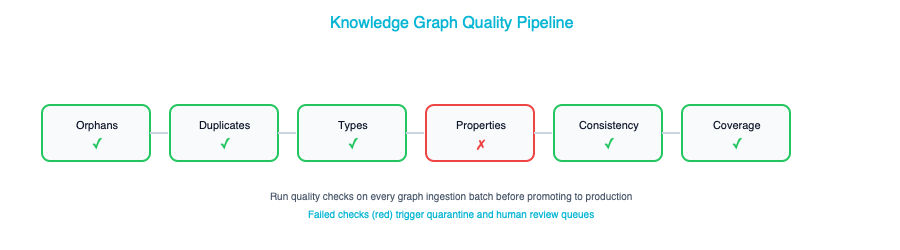 Knowledge Graph Quality Pipeline
Orphans
✓
Duplicates
✓
Types
✓
Properties
✗
Consistency
✓
Coverage
✓
Run quality checks on every graph ingestion batch before promoting to production
Failed checks (red) trigger quarantine and human review queues